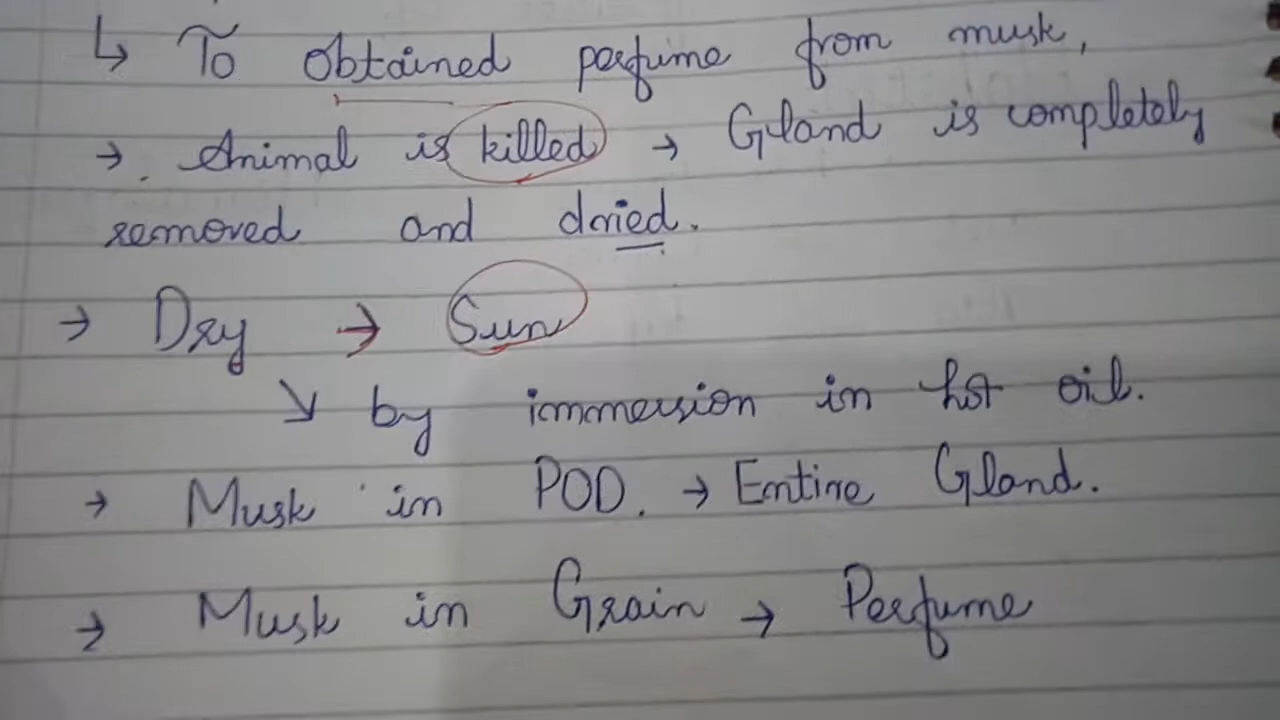 ↳ To obtained perfume from musk,
→ Animal is killed → Gland is completely
removed and dried.
→ Dry → Sun
↘ by immersion in hot oil.
→ Musk in POD. → Entire Gland.
→ Musk in Grain → Perfume